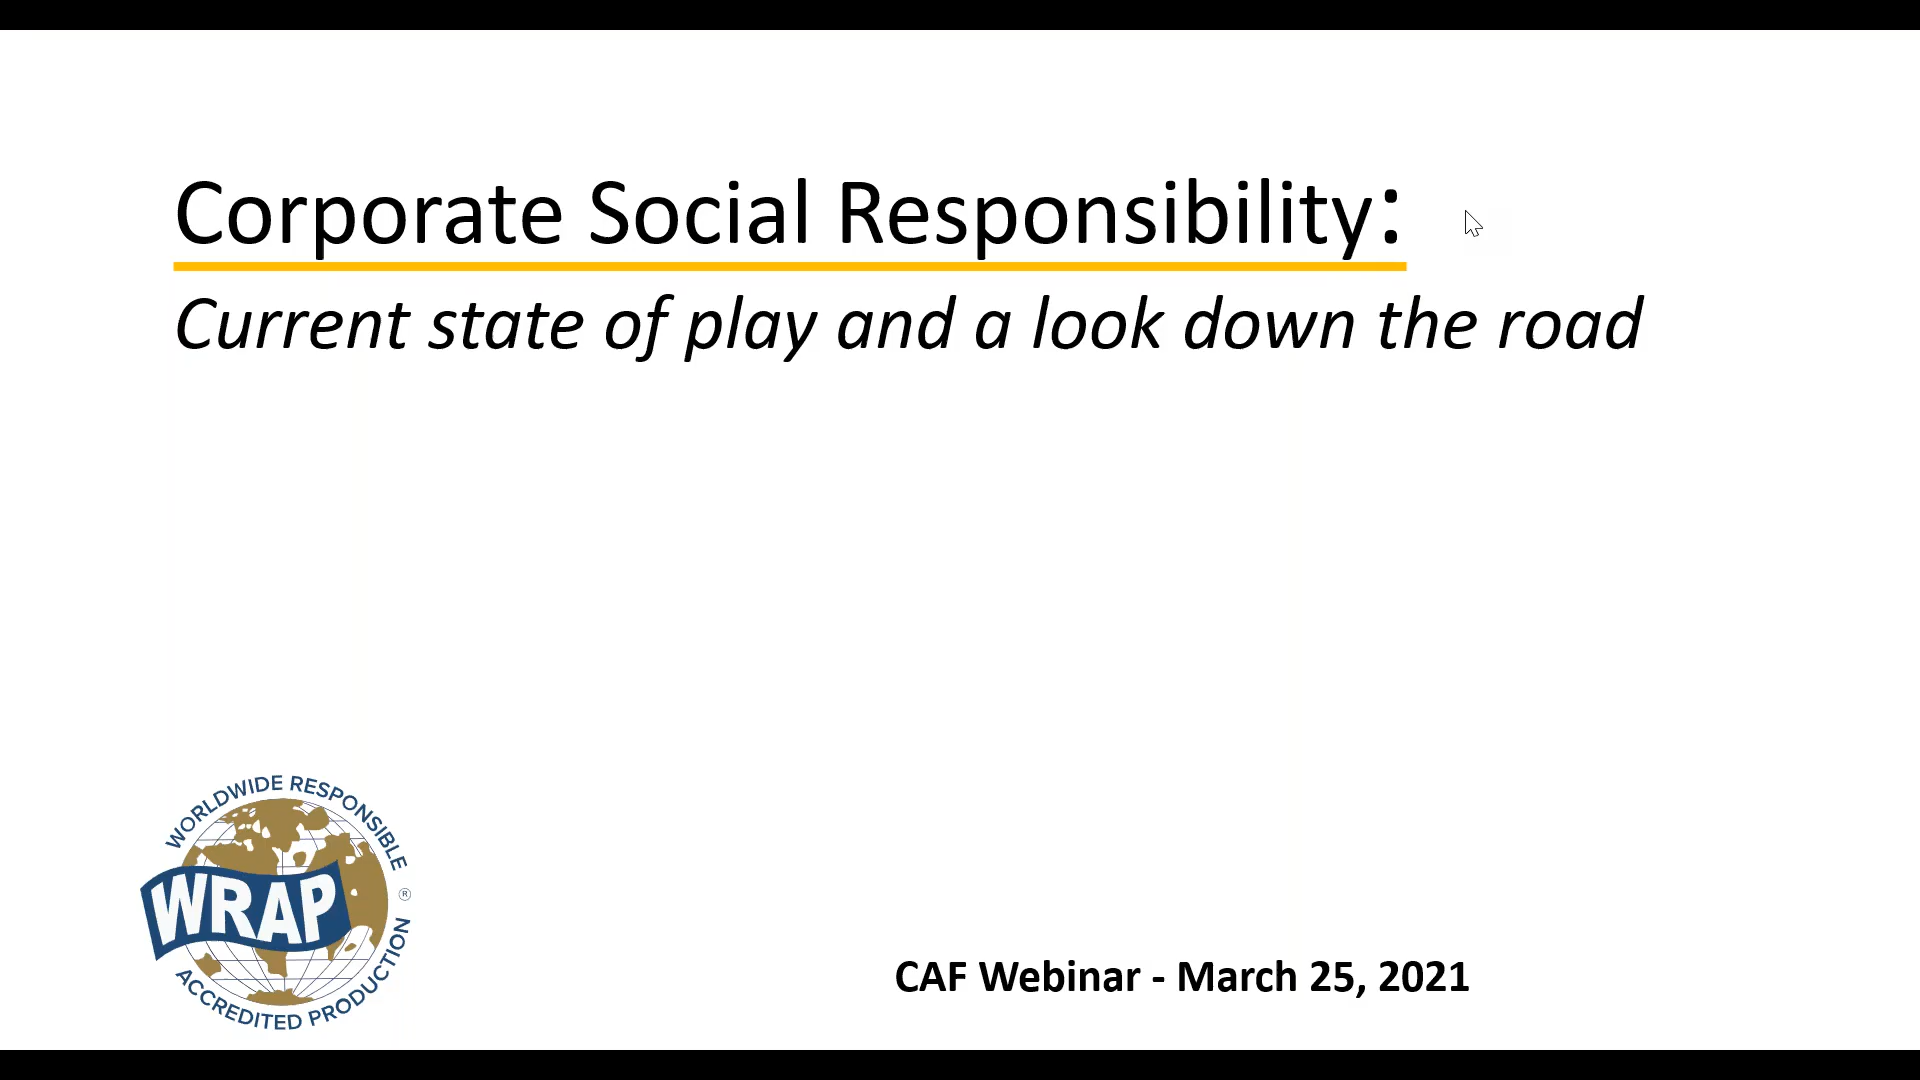 Corporate Social Responsibility:
Current state of play and a look down the road
WORLDWIDE RESPONSIBLE
WRAP
®
ACCREDITED PRODUCTION
CAF Webinar - March 25, 2021